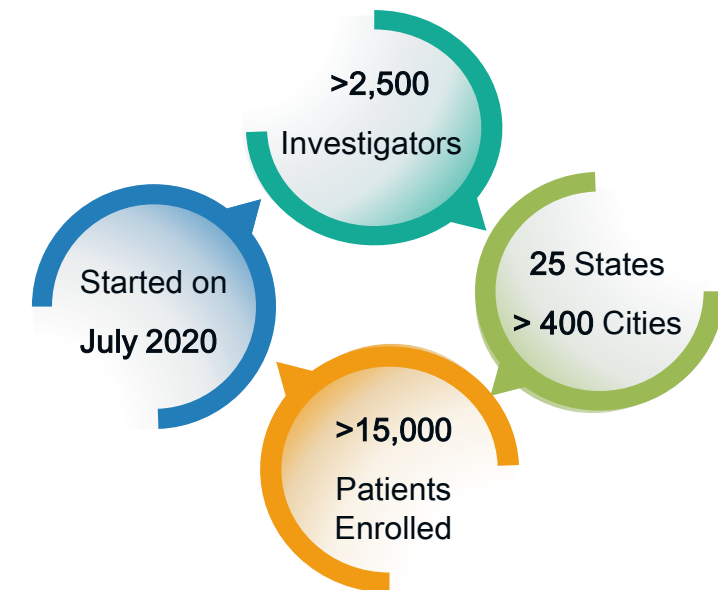 >2,500
Investigators
25 States
> 400 Cities
Started on
July 2020
>15,000
Patients
Enrolled